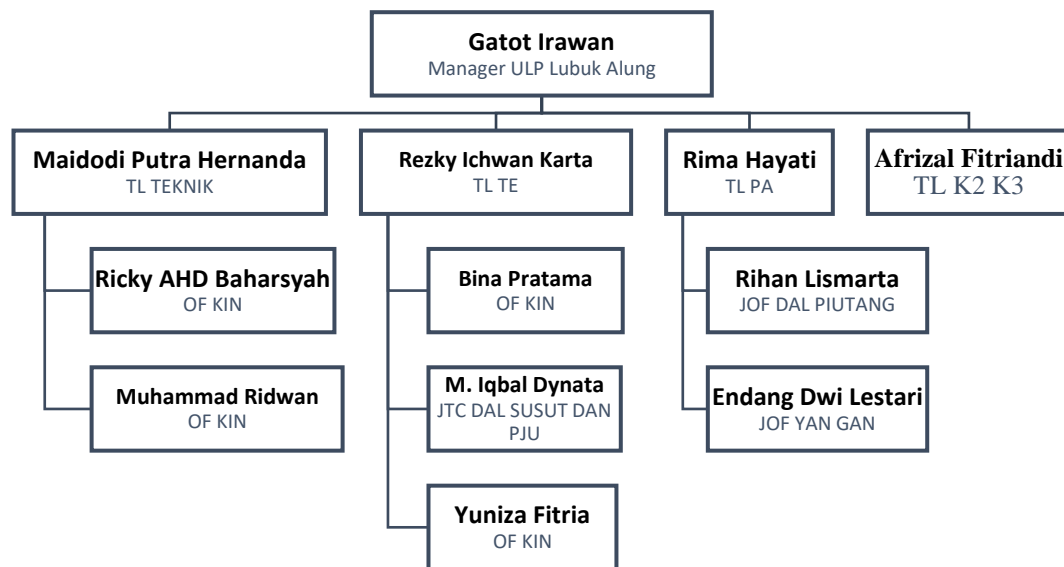 Gatot Irawan
Manager ULP Lubuk Alung
Maidodi Putra Hernanda
TL TEKNIK
Rezky Ichwan Karta
TL TE
Rima Hayati
TL PA
Afrizal Fitriandi
TL K2 K3
Ricky AHD Baharsyah
OF KIN
Bina Pratama
OF KIN
Rihan Lismarta
JOF DAL PIUTANG
Muhammad Ridwan
OF KIN
M. Iqbal Dynata
JTC DAL SUSUT DAN
PJU
Endang Dwi Lestari
JOF YAN GAN
Yuniza Fitria
OF KIN